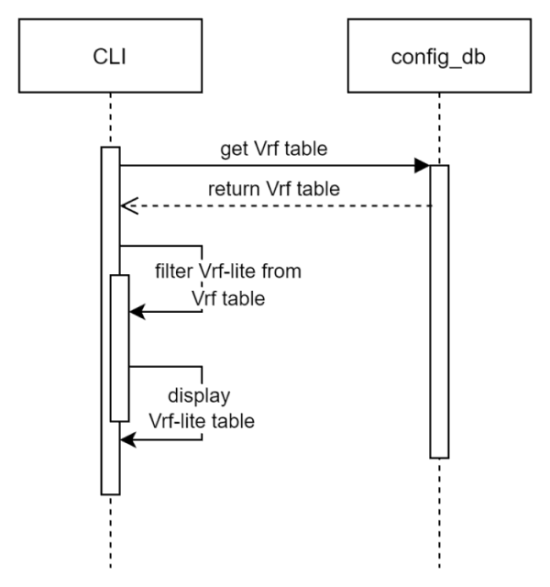 CLI
config_db
get Vrf table
return Vrf table
filter Vrf-lite from
Vrf table
display
Vrf-lite table